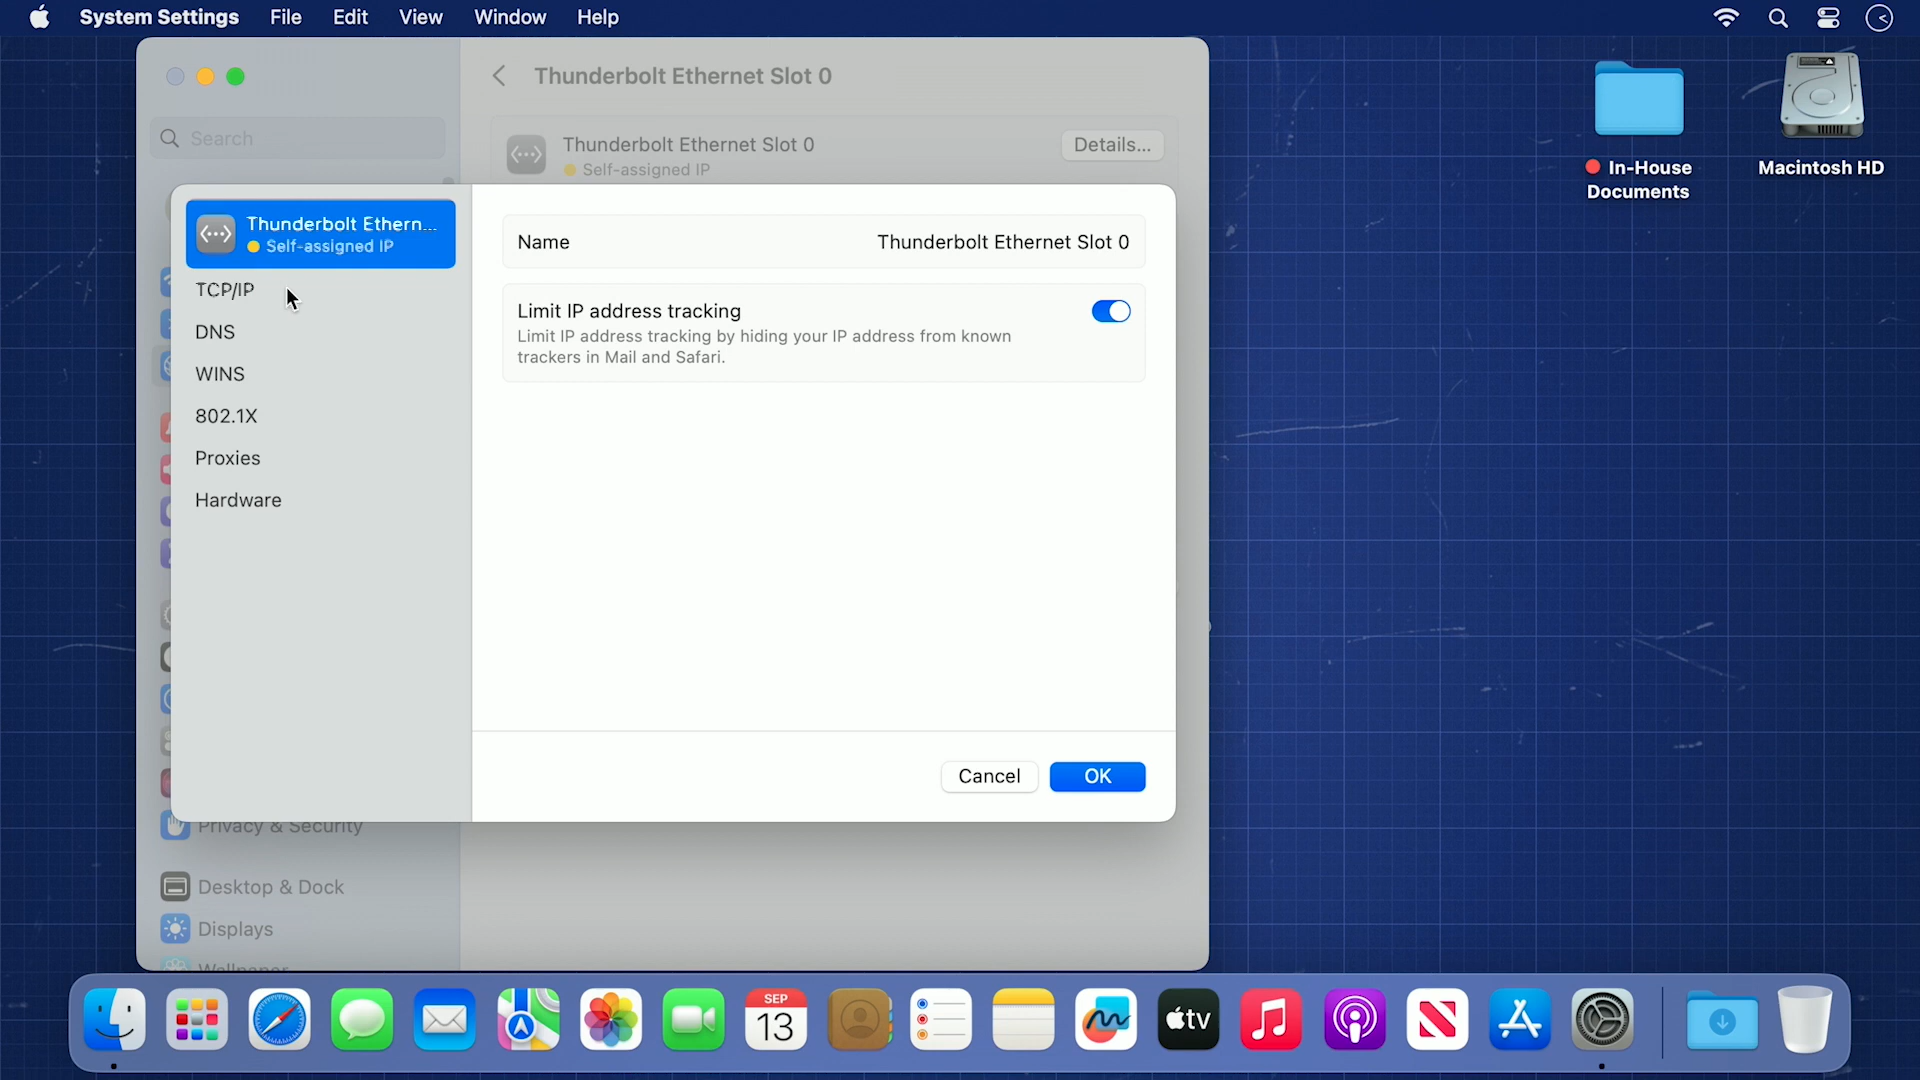 System Settings File Edit View Window Help
Thunderbolt Ethernet Slot 0
Search
Thunderbolt Ethernet Slot 0
Details...
Self-assigned IP
In-House
Documents
Macintosh HD
Thunderbolt Ethern...
Self-assigned IP
TCP/IP
DNS
WINS
802.1X
Proxies
Hardware
Name
Thunderbolt Ethernet Slot 0
Limit IP address tracking
Limit IP address tracking by hiding your IP address from known
trackers in Mail and Safari.
Cancel
OK
Privacy & Security
Desktop & Dock
Displays
Wallpaper
SEP
13
tv